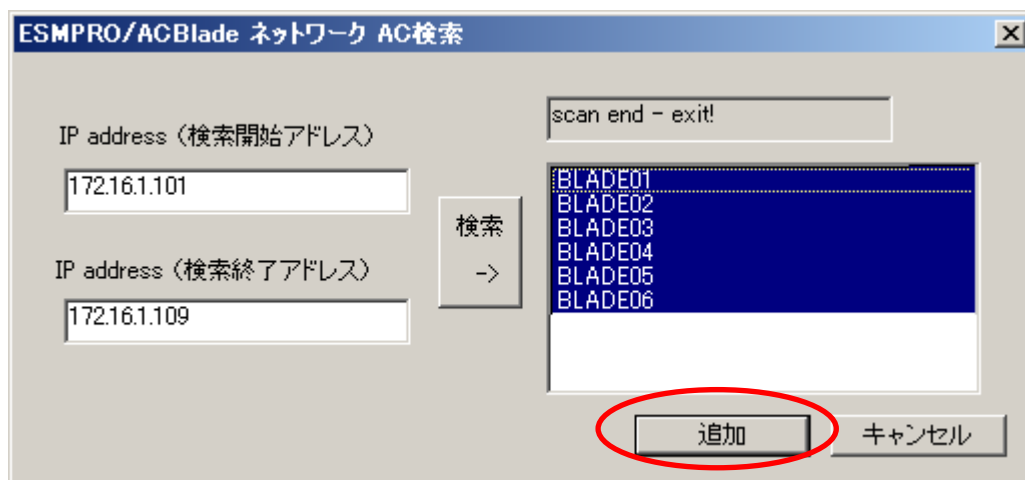 ESMPRO/ACBlade ネットワーク AC検索
IP address（検索開始アドレス）
172.16.1.101
IP address（検索終了アドレス）
172.16.1.109
検索
->
scan end - exit!
BLADE01
BLADE02
BLADE03
BLADE04
BLADE05
BLADE06
追加
キャンセル